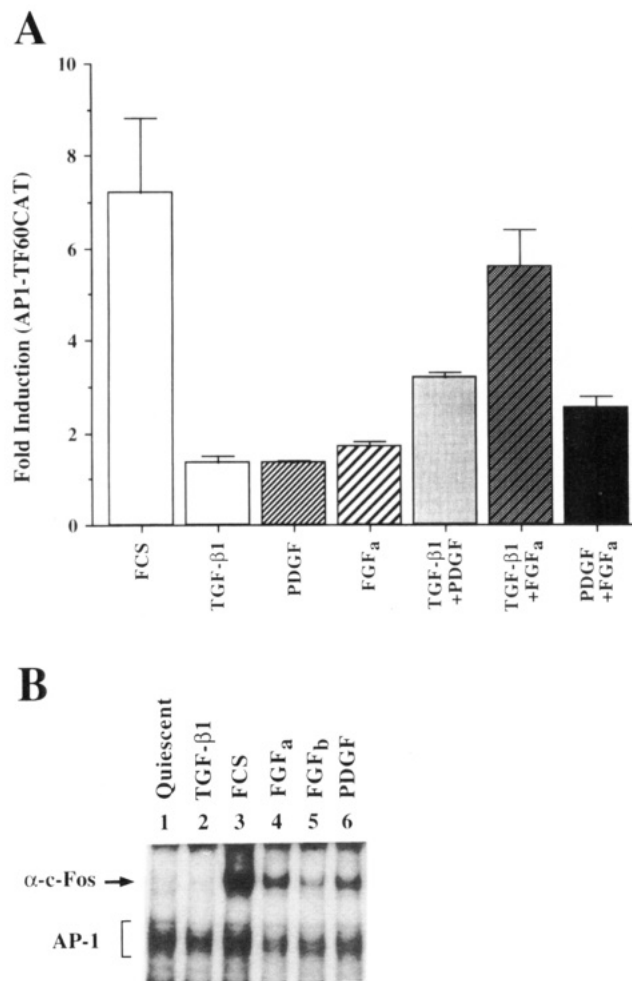 A
10
8
6
4
2
0
Fold Induction (AP1-TF60CAT)
FCS
TGF-β1
PDGF
FGFa
TGF-β1
+PDGF
TGF-β1
+FGFa
PDGF
+FGFa
B
Quiescent
TGF-β1
FCS
FGFa
FGFb
PDGF
1 2 3 4 5 6
α-c-Fos
AP-1